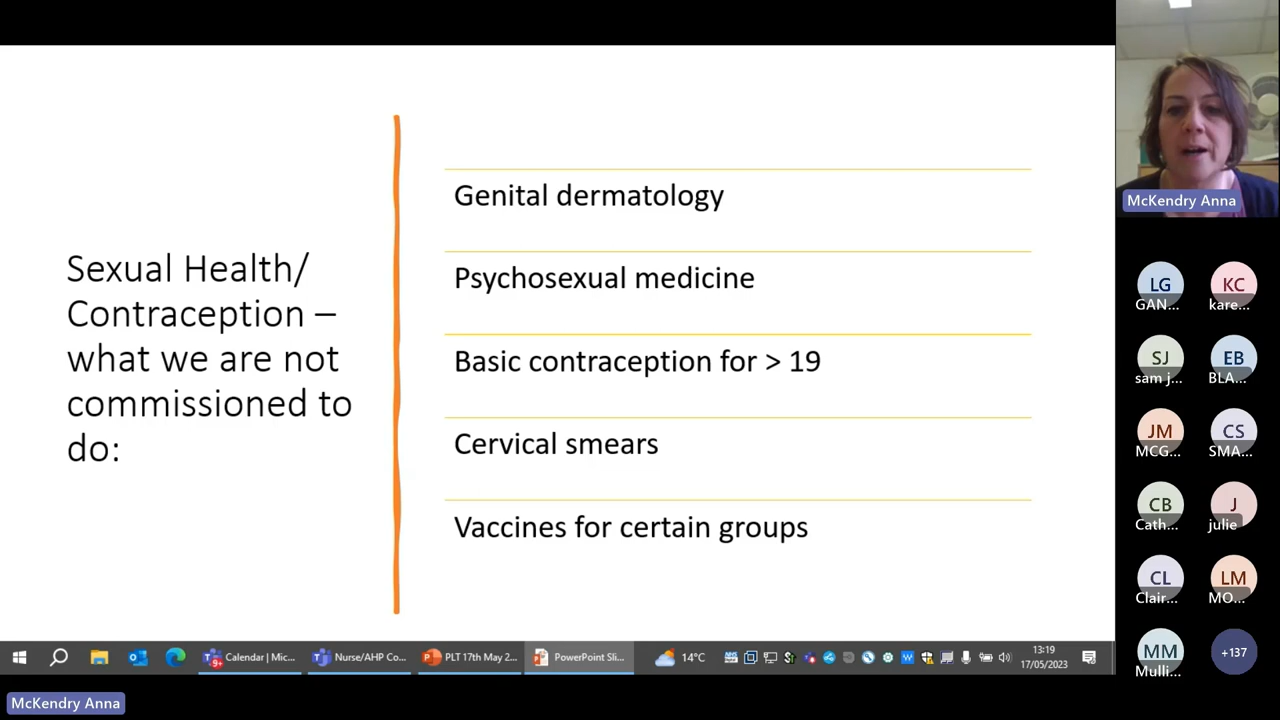 Sexual Health/
Contraception –
what we are not
commissioned to
do:
Genital dermatology
Psychosexual medicine
Basic contraception for > 19
Cervical smears
Vaccines for certain groups
McKendry Anna
LG KC
GAN... kare...
SJ EB
sam j... BLA...
JM CS
MCG... SMA...
CB J
Cath... julie
CL LM
Clair... MO...
MM +137
Mulli...
Calendar | Mic... Nurse/AHP Co... PLT 17th May 2... PowerPoint Sli... 14°C 13:19
17/05/2023
McKendry Anna